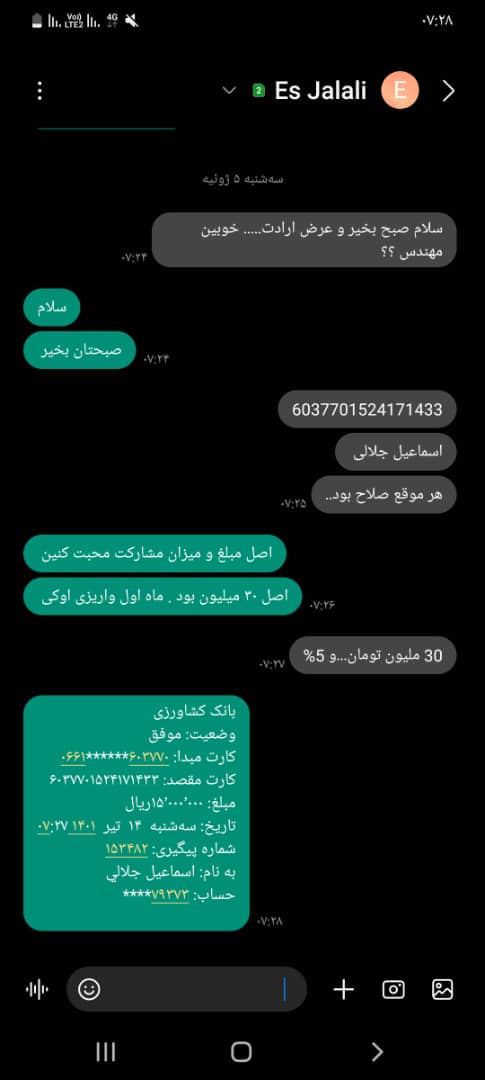 ۰۷:۲۸
Vo))
LTE2
4G
Es Jalali
2
E
سه‌شنبه ۵ ژوئیه
سلام صبح بخیر و عرض ارادت..... خوبین
مهندس ؟؟
۰۷:۲۴
سلام
صبحتان بخیر
۰۷:۲۴
6037701524171433
اسماعیل جلالی
هر موقع صلاح بود..
۰۷:۲۵
اصل مبلغ و میزان مشارکت محبت کنین
اصل ۳۰ میلیون بود . ماه اول واریزی اوکی
۰۷:۲۶
30 ملیون تومان...و 5%
۰۷:۲۷
بانک کشاورزی
وضعیت: موفق
کارت مبدا: ۶۰۳۷۷۰******۰۶۶۱
کارت مقصد: ۶۰۳۷۷۰۱۵۲۴۱۷۱۴۳۳
مبلغ: ۱۵٬۰۰۰٬۰۰۰ریال
تاریخ: سه‌شنبه ۱۴ تیر ۱۴۰۱ ۰۷:۲۷
شماره پیگیری: ۱۵۳۴۸۲
به نام: اسماعیل جلالي
حساب: ۷۹۳۷۳****
۰۷:۲۸